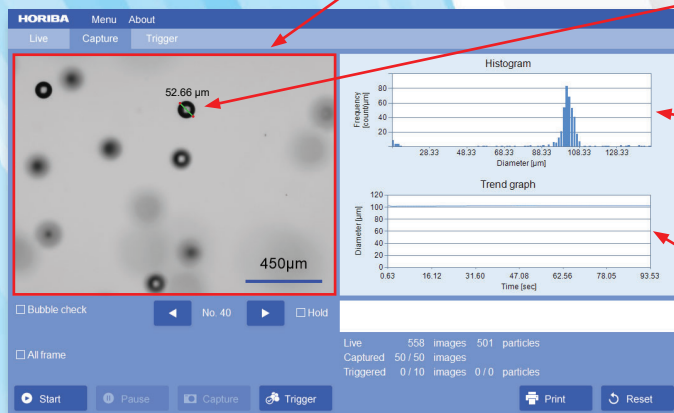 HORIBA Menu About
Live Capture Trigger
52.66 µm
450µm
Histogram
Frequency
[count/µm]
80
60
40
20
28.33 48.33 68.33 88.33 108.33 128.33
Diameter [µm]
Trend graph
Diameter [µm]
120
100
80
60
40
20
0
0.63 16.12 31.60 47.08 62.56 78.05 93.53
Time [sec]
Bubble check
No. 40
Hold
All frame
Live 558 images 501 particles
Captured 50 / 50 images
Triggered 0 / 10 images 0 / 0 particles
Start Pause Capture Trigger Print Reset